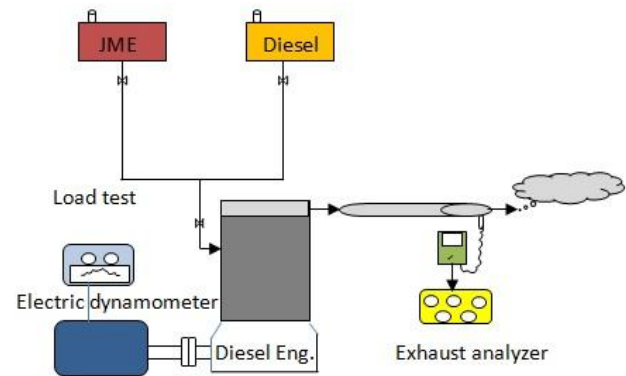 JME
Diesel
Load test
Electric dynamometer
Diesel Eng.
Exhaust analyzer